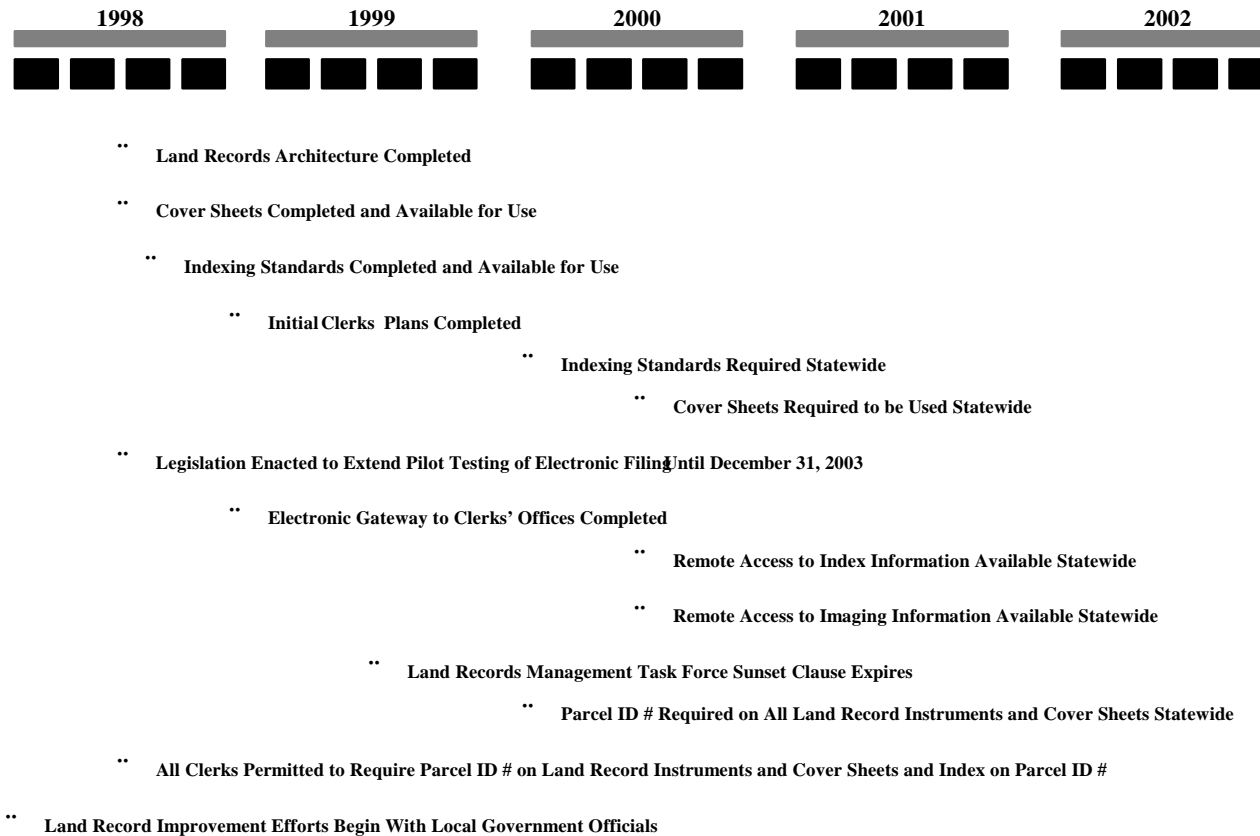 1998 1999 2000 2001 2002
¨ Land Records Architecture Completed
¨ Cover Sheets Completed and Available for Use
¨ Indexing Standards Completed and Available for Use
¨ Initial Clerks Plans Completed
¨ Indexing Standards Required Statewide
¨ Cover Sheets Required to be Used Statewide
¨ Legislation Enacted to Extend Pilot Testing of Electronic Filing Until December 31, 2003
¨ Electronic Gateway to Clerks’ Offices Completed
¨ Remote Access to Index Information Available Statewide
¨ Remote Access to Imaging Information Available Statewide
¨ Land Records Management Task Force Sunset Clause Expires
¨ Parcel ID # Required on All Land Record Instruments and Cover Sheets Statewide
¨ All Clerks Permitted to Require Parcel ID # on Land Record Instruments and Cover Sheets and Index on Parcel ID #
¨ Land Record Improvement Efforts Begin With Local Government Officials